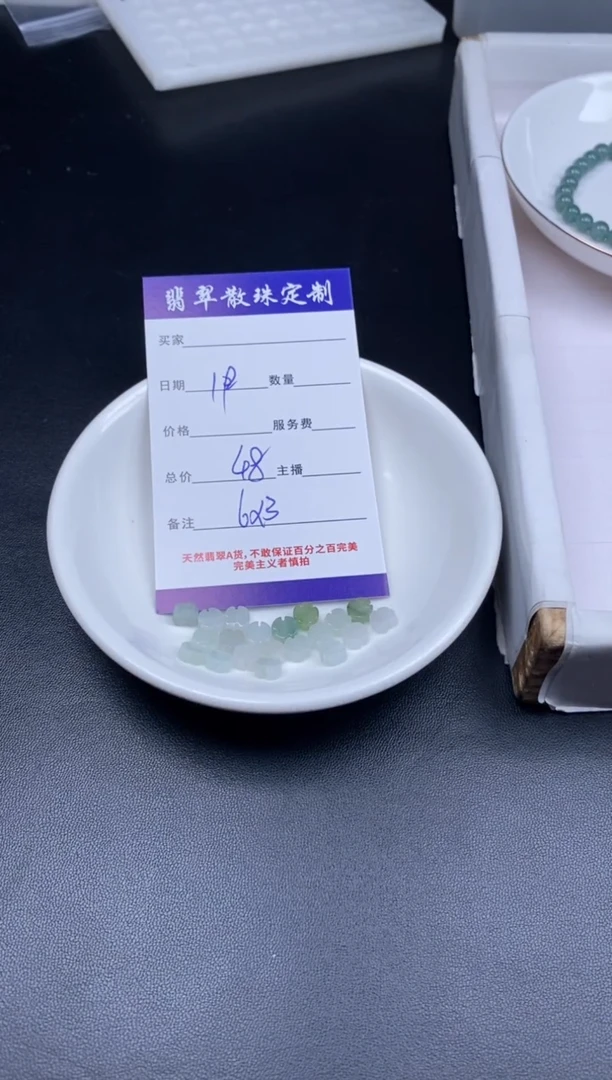 翡翠散珠定制
买家
日期 数量
价格 服务费
总价 48 主播
备注 6x3
天然翡翠A货,不敢保证百分之百完美
完美主义者慎拍